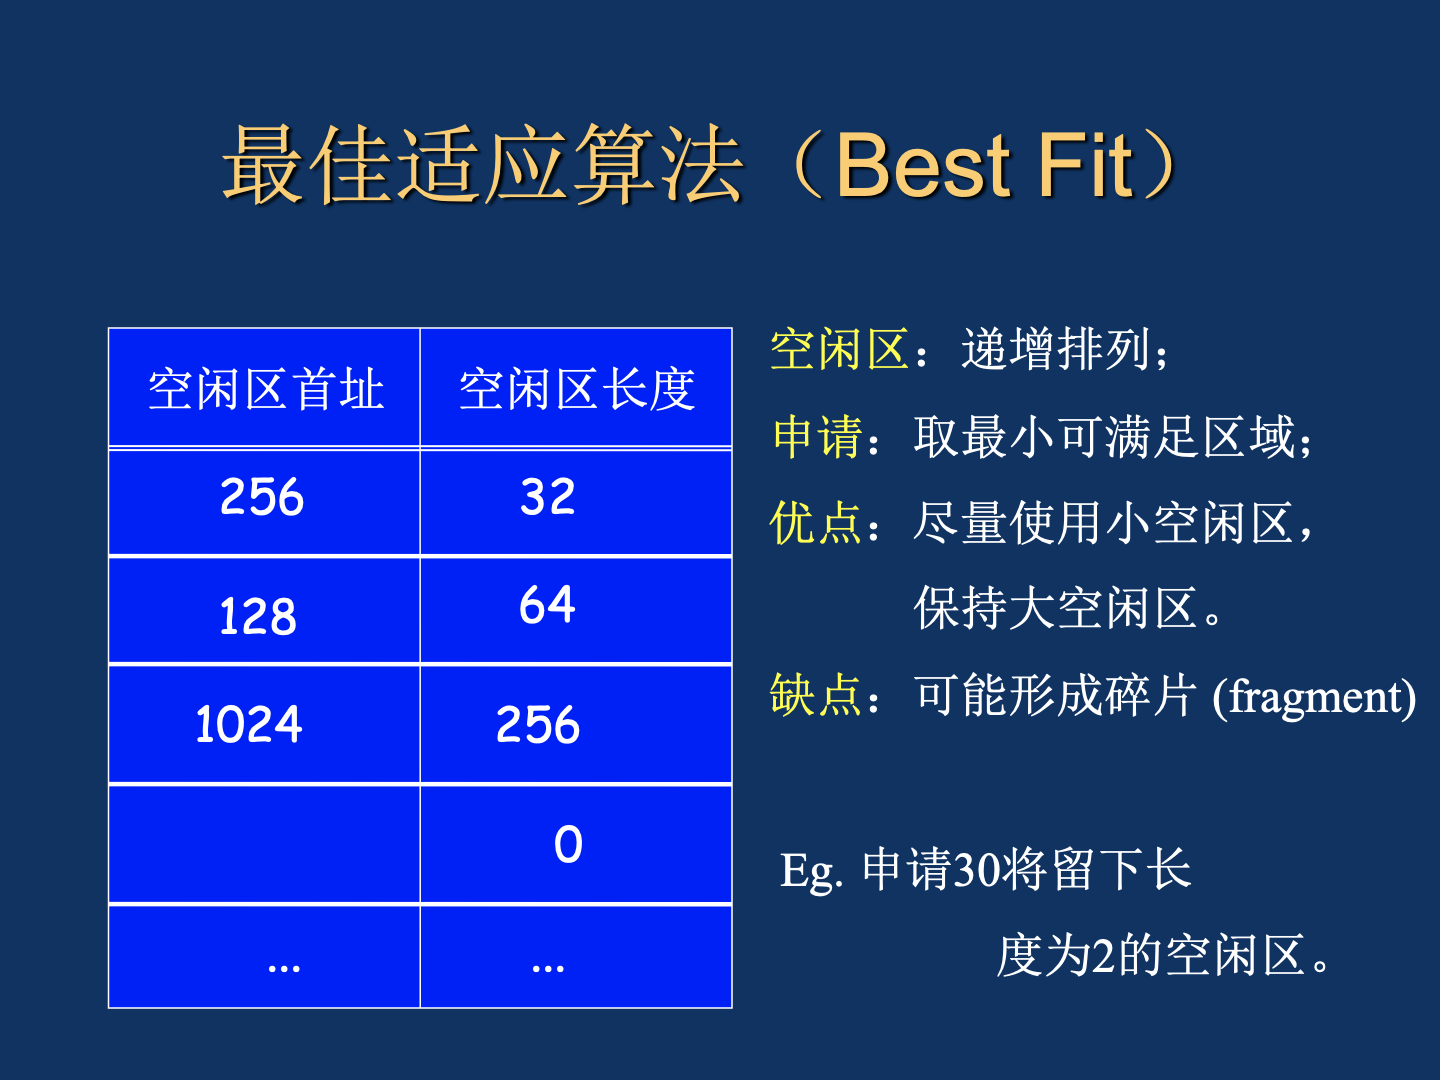 最佳适应算法（Best Fit）
空闲区首址 空闲区长度
256 32
128 64
1024 256
0
... ...
空闲区：递增排列；
申请：取最小可满足区域；
优点：尽量使用小空闲区，
保持大空闲区。
缺点：可能形成碎片 (fragment)
Eg. 申请30将留下长
度为2的空闲区。